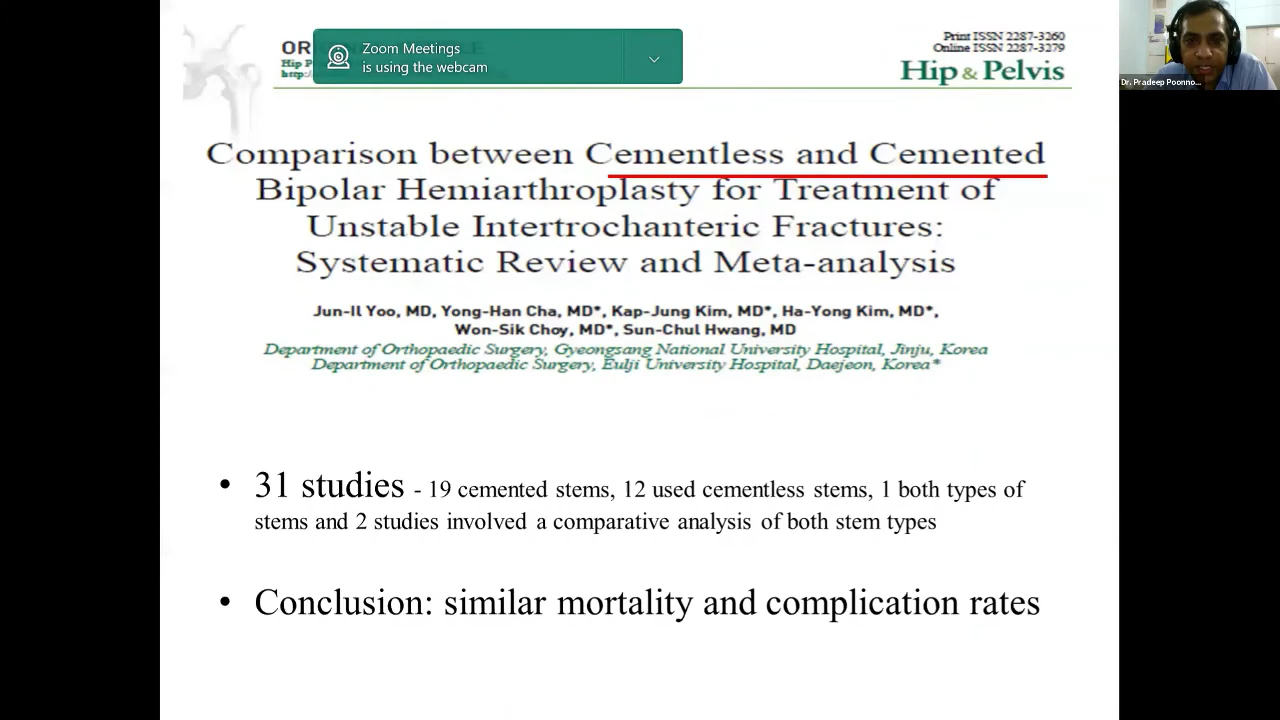 OR
Hip P
http:/
Zoom Meetings
is using the webcam
Print ISSN 2287-3260
Online ISSN 2287-3279
Hip & Pelvis
Dr. Pradeep Poonno...
Comparison between Cementless and Cemented
Bipolar Hemiarthroplasty for Treatment of
Unstable Intertrochanteric Fractures:
Systematic Review and Meta-analysis
Jun-Il Yoo, MD, Yong-Han Cha, MD*, Kap-Jung Kim, MD*, Ha-Yong Kim, MD*,
Won-Sik Choy, MD*, Sun-Chul Hwang, MD
Department of Orthopaedic Surgery, Gyeongsang National University Hospital, Jinju, Korea
Department of Orthopaedic Surgery, Eulji University Hospital, Daejeon, Korea*
• 31 studies - 19 cemented stems, 12 used cementless stems, 1 both types of
stems and 2 studies involved a comparative analysis of both stem types
• Conclusion: similar mortality and complication rates